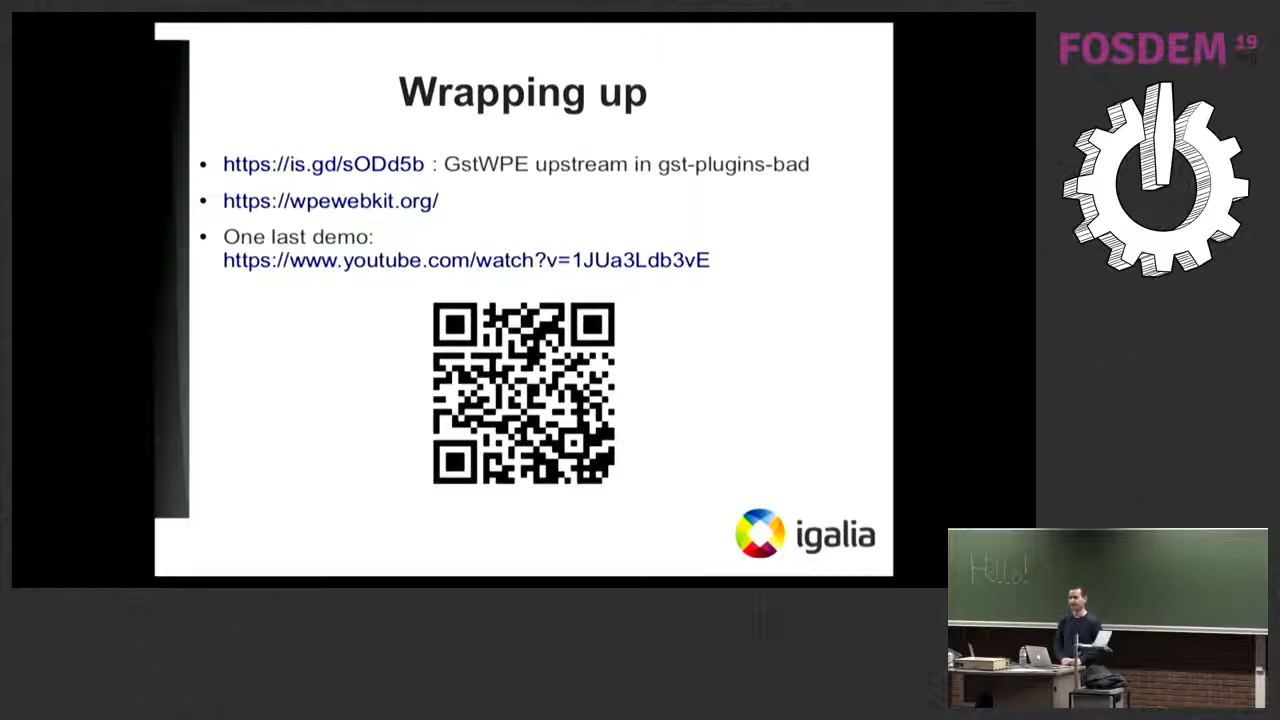 Wrapping up
• https://is.gd/sODd5b : GstWPE upstream in gst-plugins-bad
• https://wpewebkit.org/
• One last demo:
https://www.youtube.com/watch?v=1JUa3Ldb3vE
igalia
FOSDEM 19
Hello!